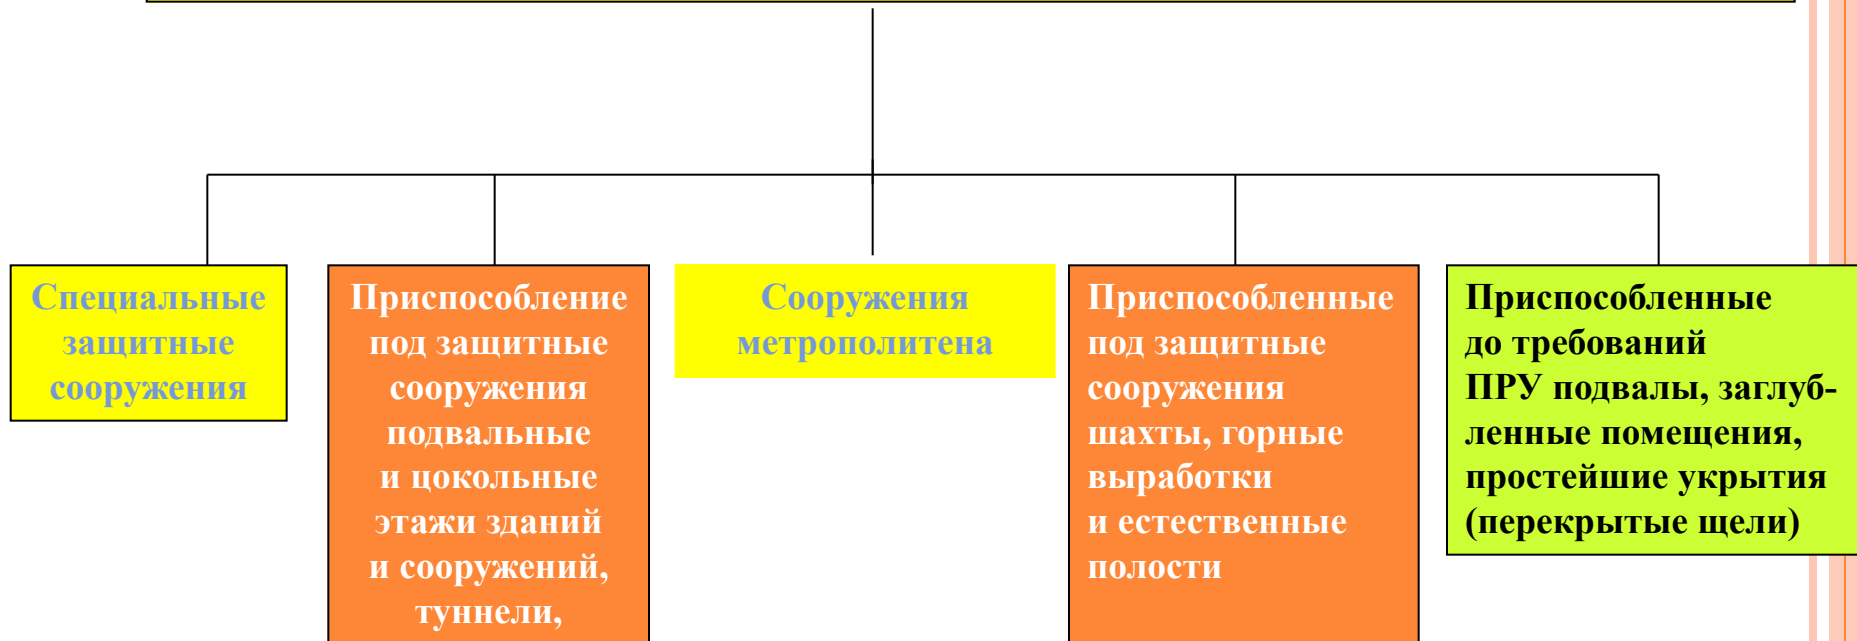 Специальные
защитные
сооружения
Приспособление
под защитные
сооружения
подвальные
и цокольные
этажи зданий
и сооружений,
туннели,
Сооружения
метрополитена
Приспособленные
под защитные
сооружения
шахты, горные
выработки
и естественные
полости
Приспособленные
до требований
ПРУ подвалы, заглуб-
ленные помещения,
простейшие укрытия
(перекрытые щели)